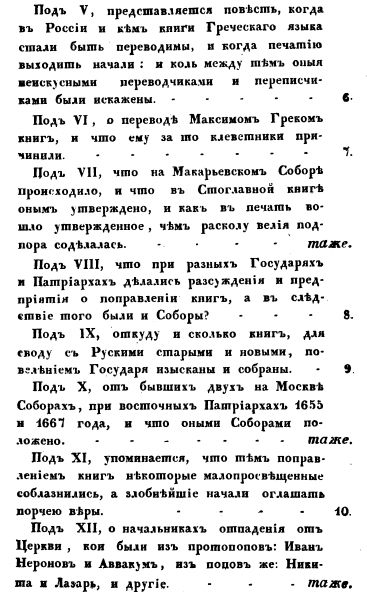 Подъ V, представляется повѣсть, когда
въ Россіи и кѣмъ книги Греческаго языка
стали быть переводимы, и когда печатію
выходить начали: и коль между тѣмъ оныя
неискусными переводчиками и переписчи-
ками были искажены. - - - - - 6.
Подъ VI, о переводѣ Максимомъ Грекомъ
книгъ, и что ему за то клеветники при-
чинили. - - - - - - - - 7.
Подъ VII, что на Макарьевскомъ Соборѣ
происходило, и что въ Стоглавной книгѣ
онымъ утверждено, и какъ въ печать во-
шло утвержденное, чѣмъ расколу велія под-
пора содѣлалась. - - - - - таже.
Подъ VIII, что при разныхъ Государяхъ
и Патріархахъ дѣлались разсужденія и пред-
пріятія о поправленіи книгъ, а въ слѣд-
ствіе того были и Соборы? - - - 8.
Подъ IX, откуду и сколько книгъ, для
своду съ Рускими старыми и новыми, по-
велѣніемъ Государя изысканы и собраны. - 9.
Подъ X, отъ бывшихъ двухъ на Москвѣ
Соборахъ, при восточныхъ Патріархахъ 1655
и 1667 года, и что оными Соборами по-
ложено. - - - - - - - таже.
Подъ XI, упоминается, что тѣмъ поправ-
леніемъ книгъ нѣкоторые малопросвѣщенные
соблазнились, а злобнѣйшіе начали оглашать
порчею вѣры. - - - - - 10.
Подъ XII, о начальникахъ отпаденія отъ
Церкви, кои были изъ протопоповъ: Иванъ
Нероновъ и Аввакумъ, изъ поповъ же: Ники-
та и Лазарь, и другіе. - - - таже.